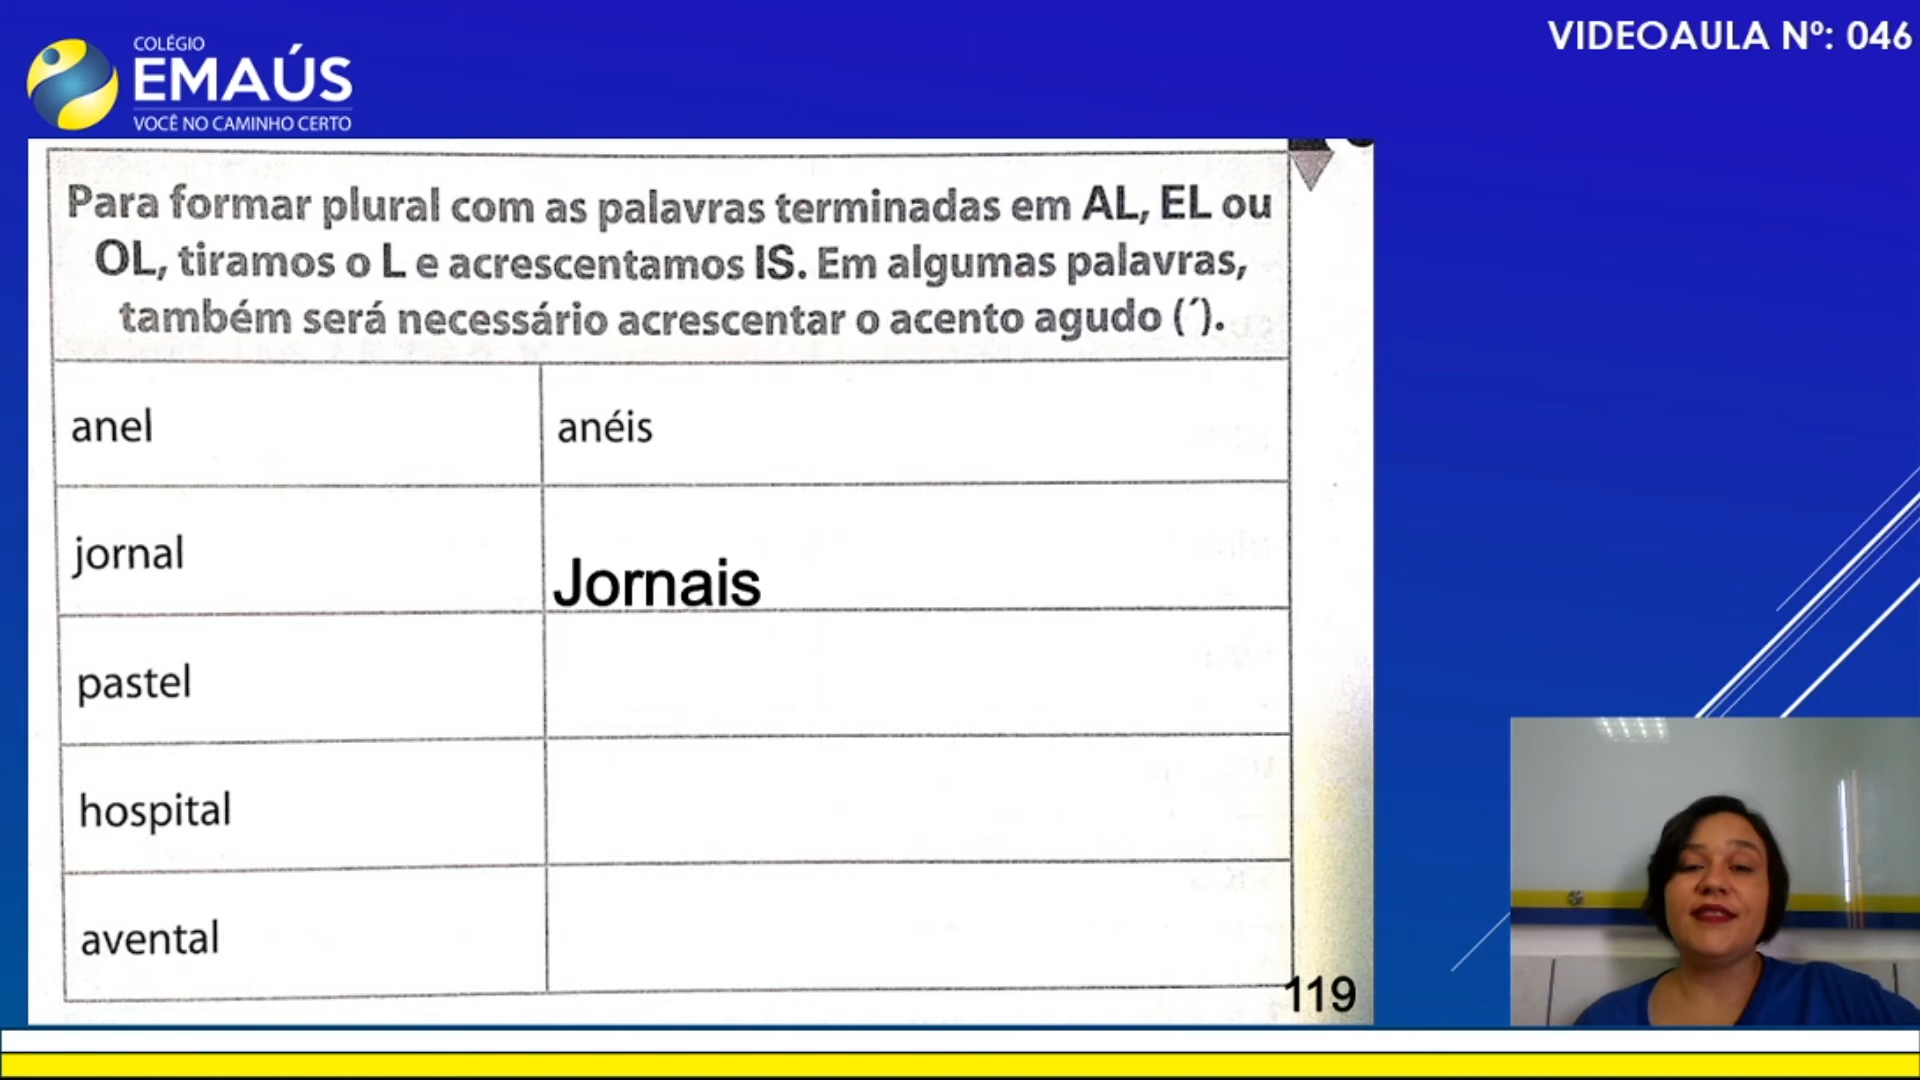 COLÉGIO
EMAÚS
VOCÊ NO CAMINHO CERTO
VIDEOAULA Nº: 046
Para formar plural com as palavras terminadas em AL, EL ou
OL, tiramos o L e acrescentamos IS. Em algumas palavras,
também será necessário acrescentar o acento agudo (´).
anel
anéis
jornal
Jornais
pastel
hospital
avental
119